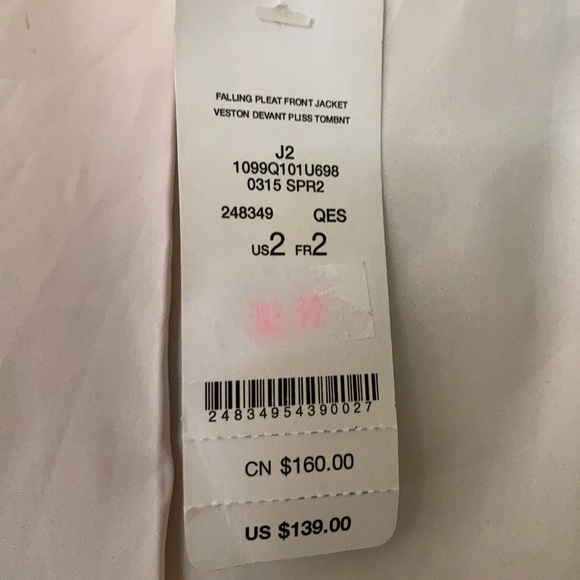 FALLING PLEAT FRONT JACKET
VESTON DEVANT PLISS TOMBNT
J2
1099Q101U698
0315 SPR2
248349 QES
US2 FR2
24834954390027
CN $160.00
US $139.00